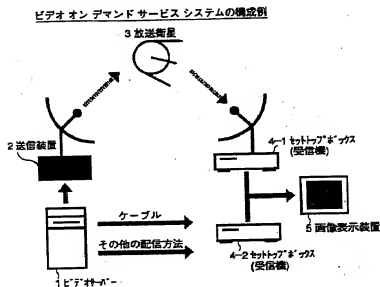 ビデオ オン デマンド サービス システムの構成例
3 放送衛星
2 送信装置
4-1 ｾｯﾄﾄｯﾌﾟﾎﾞｯｸｽ
(受信機)
ケーブル
その他の配信方法
5 画像表示装置
4-2 ｾｯﾄﾄｯﾌﾟﾎﾞｯｸｽ
(受信機)
1 ﾋﾞﾃﾞｵｻｰﾊﾞｰ